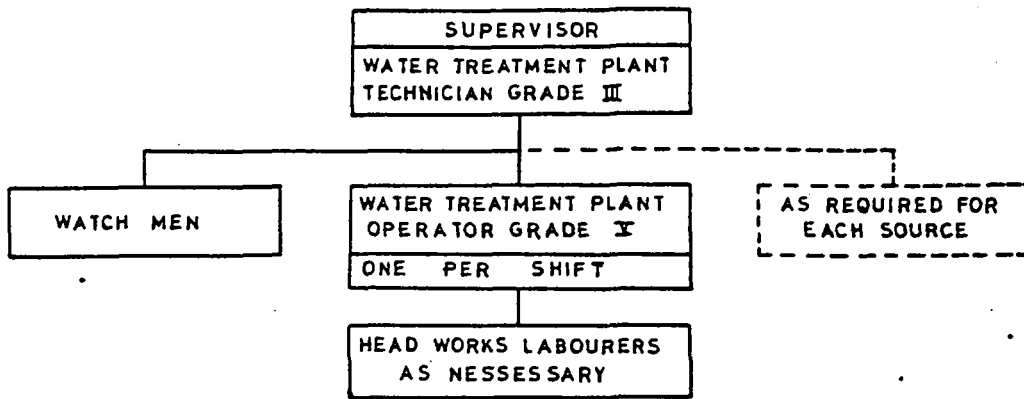 SUPERVISOR
WATER TREATMENT PLANT
TECHNICIAN GRADE III
WATCH MEN
WATER TREATMENT PLANT
OPERATOR GRADE V
ONE PER SHIFT
AS REQUIRED FOR
EACH SOURCE
HEAD WORKS LABOURERS
AS NESSESSARY